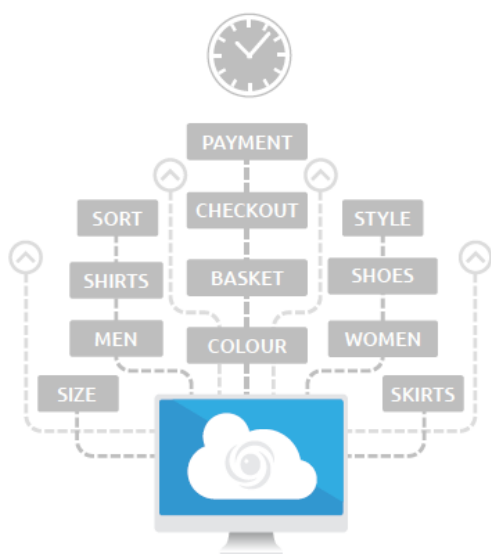 PAYMENT
SORT
CHECKOUT
STYLE
SHIRTS
BASKET
SHOES
MEN
COLOUR
WOMEN
SIZE
SKIRTS